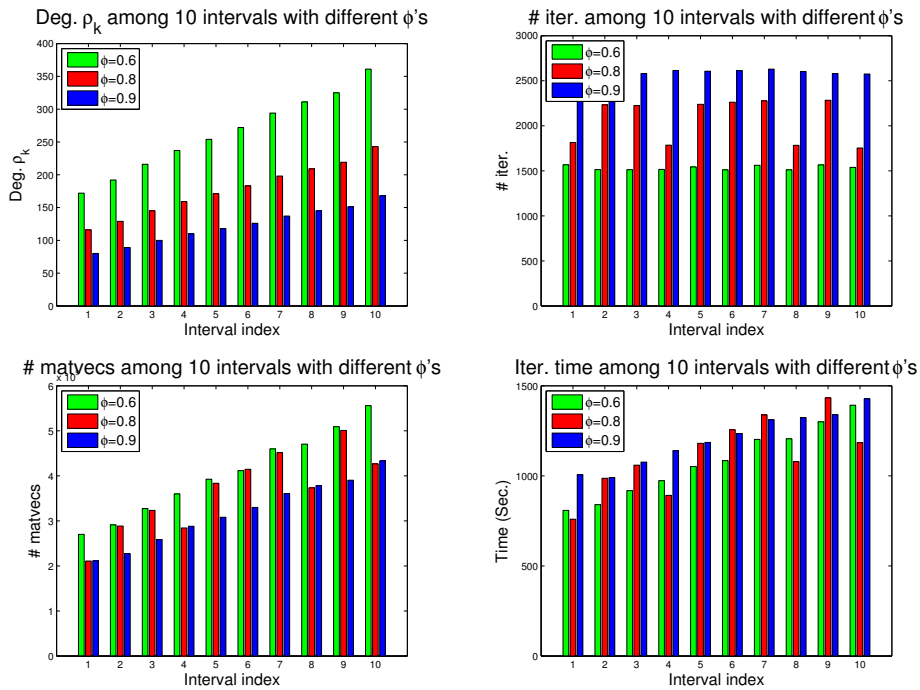 Deg. ρ_k among 10 intervals with different ϕ's
400
350
300
250
200
150
100
50
0
Deg. ρ_k
ϕ=0.6
ϕ=0.8
ϕ=0.9
1 2 3 4 5 6 7 8 9 10
Interval index
# iter. among 10 intervals with different ϕ's
3000
2500
2000
1500
1000
500
0
# iter.
ϕ=0.6
ϕ=0.8
ϕ=0.9
1 2 3 4 5 6 7 8 9 10
Interval index
# matvecs among 10 intervals with different ϕ's
x 10
6
5
4
3
2
1
0
# matvecs
ϕ=0.6
ϕ=0.8
ϕ=0.9
1 2 3 4 5 6 7 8 9 10
Interval index
Iter. time among 10 intervals with different ϕ's
1500
1000
500
0
Time (Sec.)
ϕ=0.6
ϕ=0.8
ϕ=0.9
1 2 3 4 5 6 7 8 9 10
Interval index